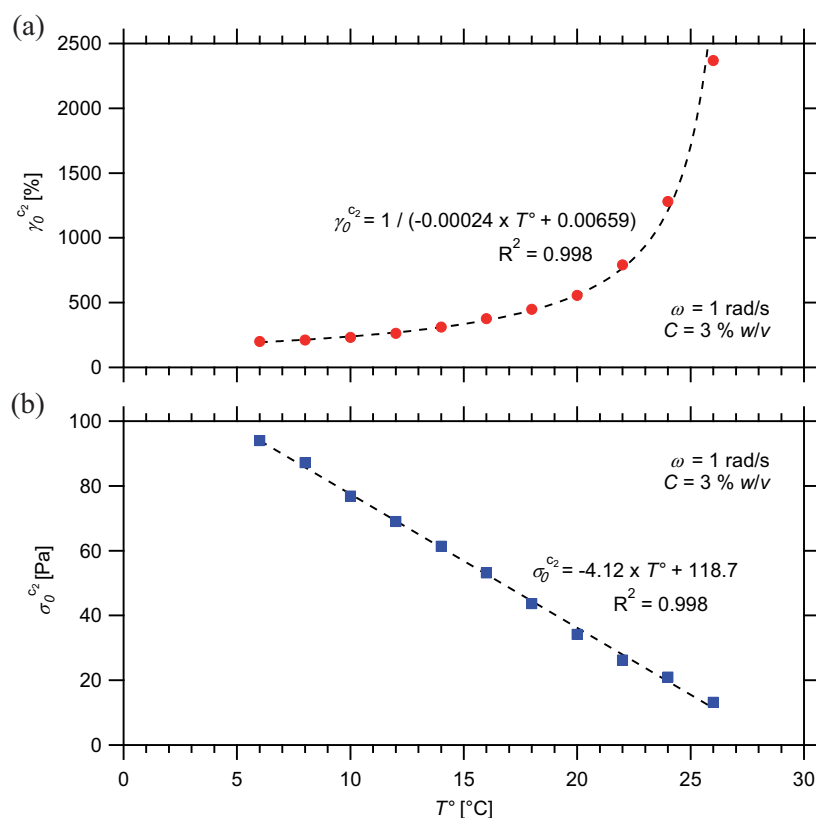 (a)
2500
2000
1500
1000
500
0
γ₀^c₂ [%]
γ₀^c₂ = 1 / (-0.00024 x T° + 0.00659)
R² = 0.998
ω = 1 rad/s
C = 3 % w/v
(b)
100
80
60
40
20
0
σ₀^c₂ [Pa]
ω = 1 rad/s
C = 3 % w/v
σ₀^c₂ = -4.12 x T° + 118.7
R² = 0.998
0 5 10 15 20 25 30
T° [°C]